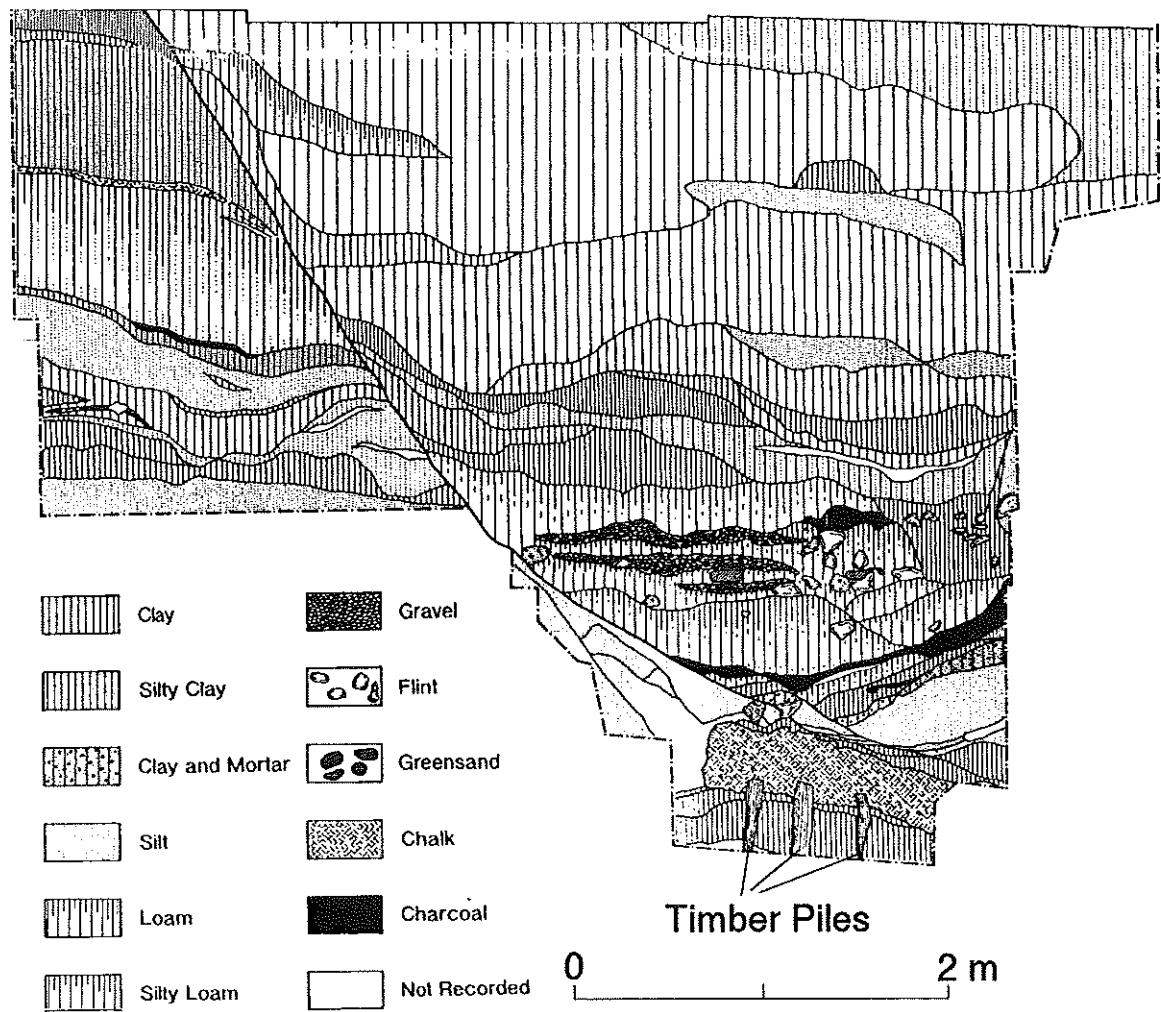 Clay
Silty Clay
Clay and Mortar
Silt
Loam
Silty Loam
Gravel
Flint
Greensand
Chalk
Charcoal
Not Recorded
Timber Piles
0 2 m